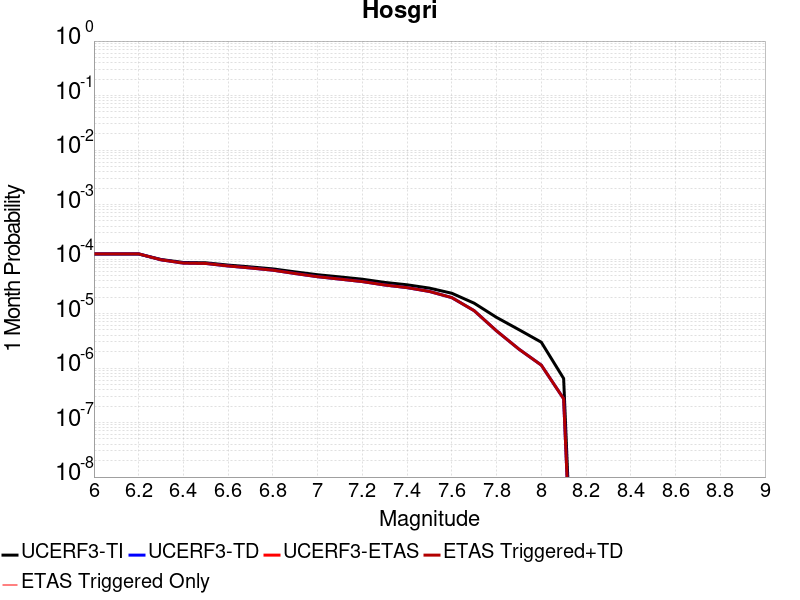 Hosgri
10^0
10^-1
10^-2
10^-3
10^-4
10^-5
10^-6
10^-7
10^-8
1 Month Probability
6 6.2 6.4 6.6 6.8 7 7.2 7.4 7.6 7.8 8 8.2 8.4 8.6 8.8 9
Magnitude
UCERF3-TI UCERF3-TD UCERF3-ETAS ETAS Triggered+TD
ETAS Triggered Only